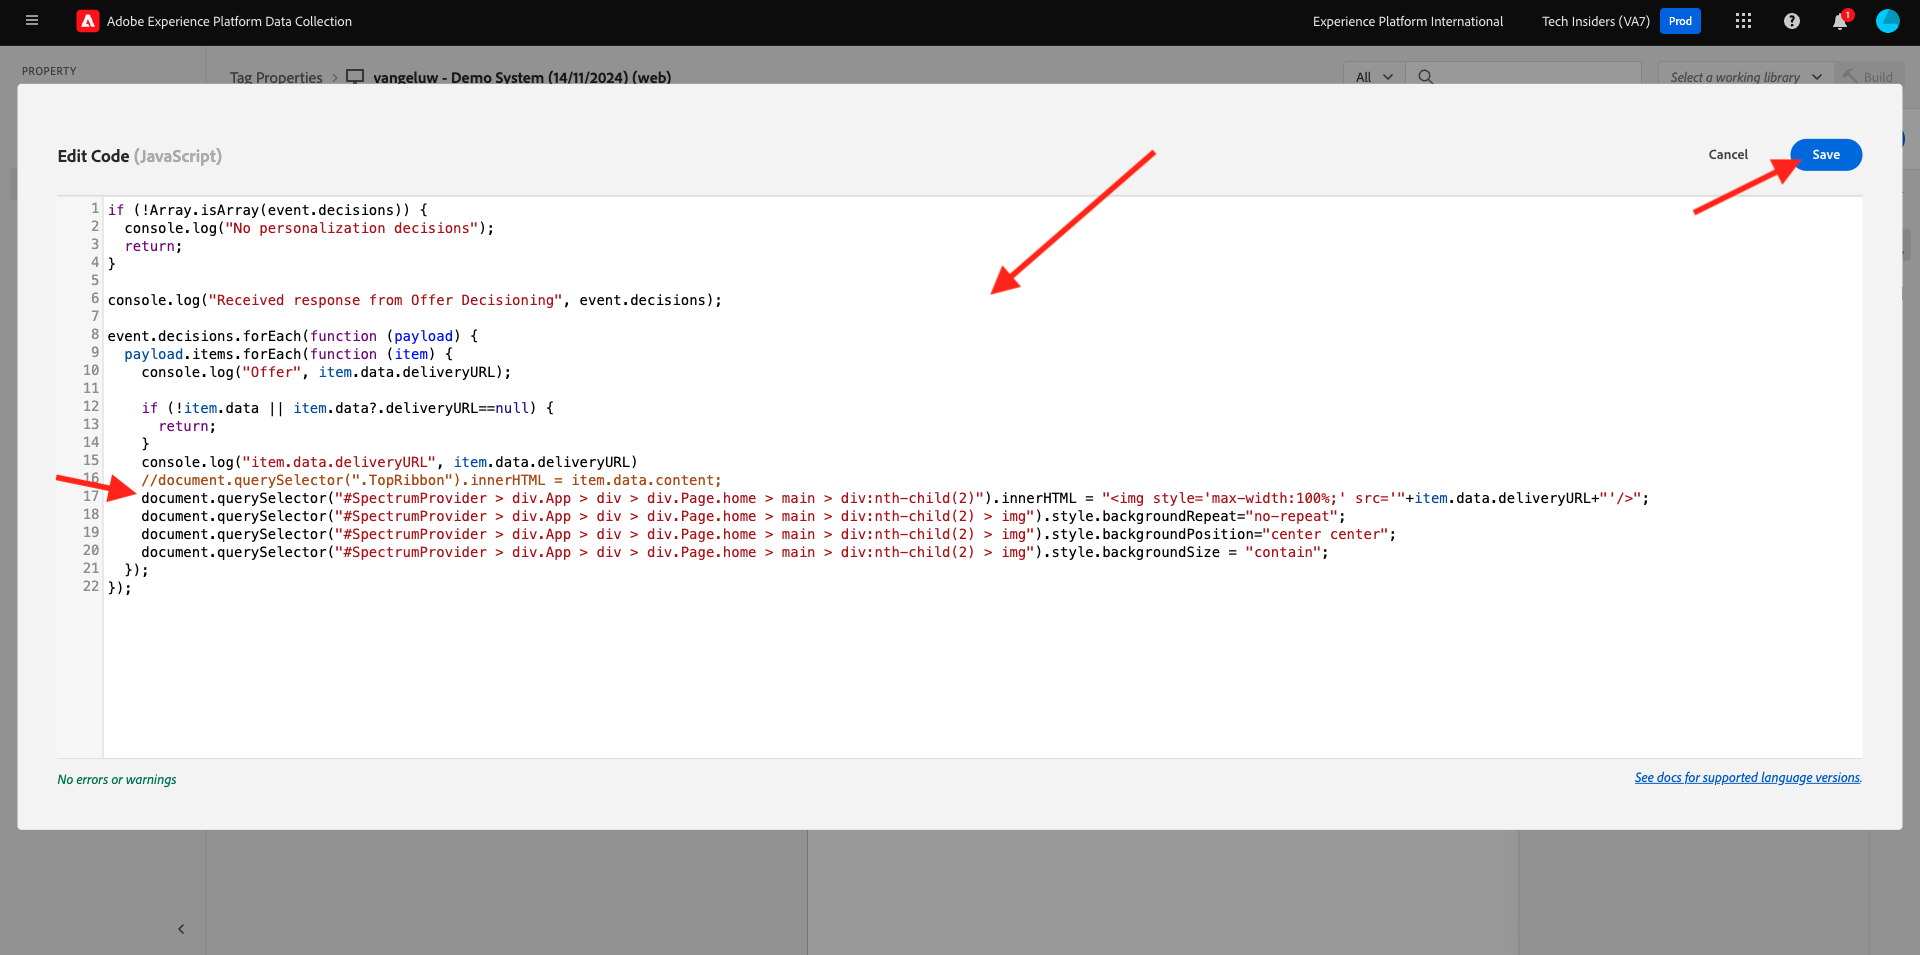 Adobe Experience Platform Data Collection
Experience Platform International
Tech Insiders (VA7)
Prod
1
PROPERTY
Tag Properties
vangeluw - Demo System (14/11/2024) (web)
All
Select a working library
Build
Edit Code (JavaScript)
Cancel
Save
1 if (!Array.isArray(event.decisions)) {
2   console.log("No personalization decisions");
3   return;
4 }
5
6 console.log("Received response from Offer Decisioning", event.decisions);
7
8 event.decisions.forEach(function (payload) {
9   payload.items.forEach(function (item) {
10     console.log("Offer", item.data.deliveryURL);
11
12     if (!item.data || item.data?.deliveryURL==null) {
13       return;
14     }
15     console.log("item.data.deliveryURL", item.data.deliveryURL)
16     //document.querySelector(".TopRibbon").innerHTML = item.data.content;
17     document.querySelector("#SpectrumProvider > div.App > div > div.Page.home > main > div:nth-child(2)").innerHTML = "<img style='max-width:100%;' src='"+item.data.deliveryURL+"'/>";
18     document.querySelector("#SpectrumProvider > div.App > div > div.Page.home > main > div:nth-child(2) > img").style.backgroundRepeat="no-repeat";
19     document.querySelector("#SpectrumProvider > div.App > div > div.Page.home > main > div:nth-child(2) > img").style.backgroundPosition="center center";
20     document.querySelector("#SpectrumProvider > div.App > div > div.Page.home > main > div:nth-child(2) > img").style.backgroundSize = "contain";
21   });
22 });
No errors or warnings
See docs for supported language versions.